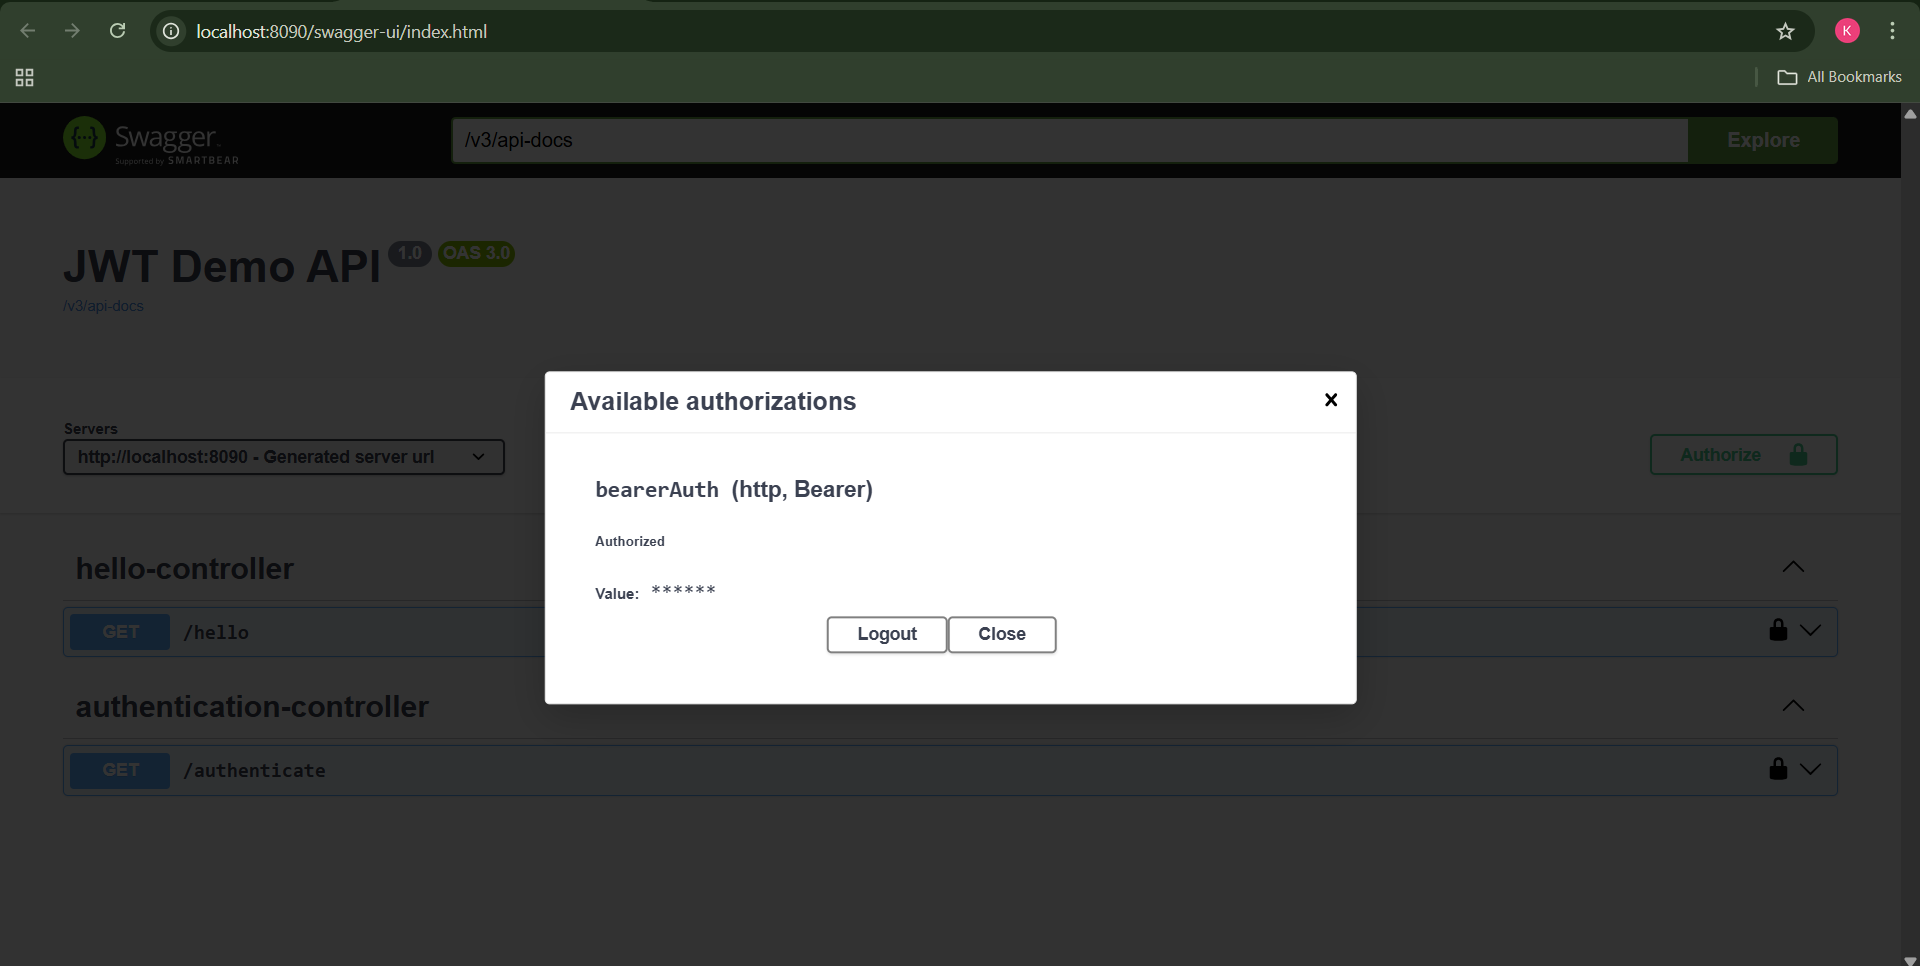 localhost:8090/swagger-ui/index.html
K
All Bookmarks
{···} Swagger.
Supported by SMARTBEAR
/v3/api-docs
Explore
JWT Demo API 1.0 OAS 3.0
/v3/api-docs
Available authorizations
×
Servers
http://localhost:8090 - Generated server url
Authorize
bearerAuth (http, Bearer)
Authorized
Value: ******
Logout Close
hello-controller
GET /hello
authentication-controller
GET /authenticate